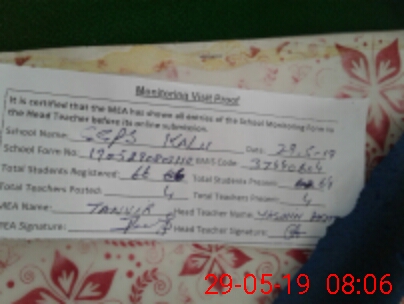 Monitoring Visit Proof
It is certified that the MEA has shown all entries of the School Monitoring Form to
the Head Teacher before its online submission.
School Name: GGPS KALU Date: 29-5-19
School Form No. EMIS Code:
Total Students Registered: 66 Total Students Present: 64
Total Teachers Posted: 4 Total Teachers Present: 4
MEA Name: TANVIR Head Teacher Name:
MEA Signature: Head Teacher Signature:
29-05-19 08:06